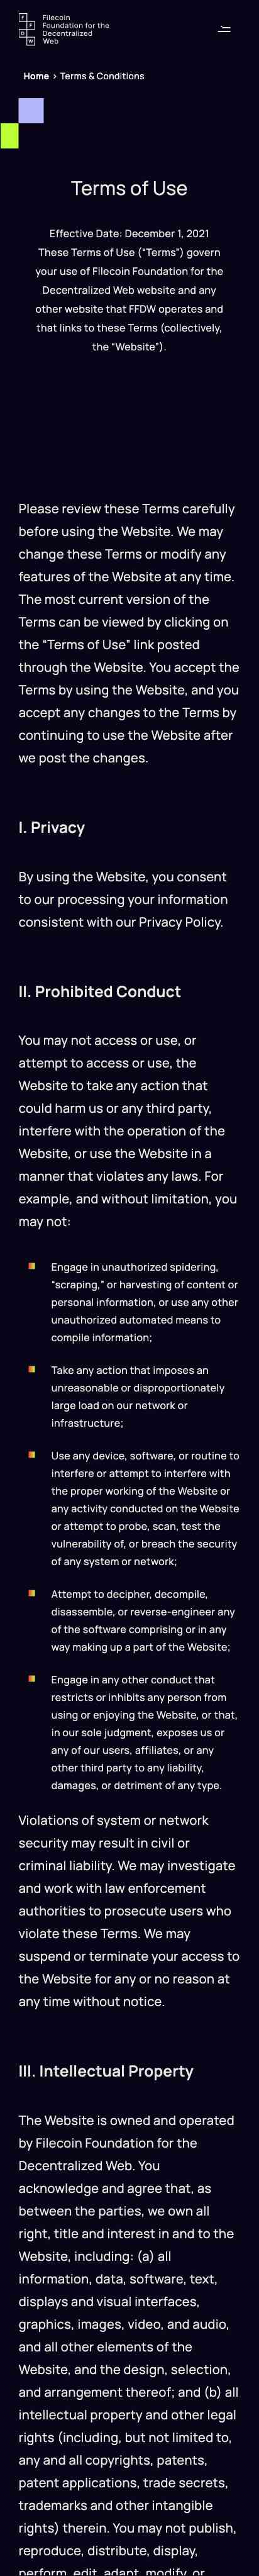 Filecoin
Foundation for the
Decentralized
Web
F
F
D
W
Home > Terms & Conditions
Terms of Use
Effective Date: December 1, 2021
These Terms of Use (“Terms”) govern
your use of Filecoin Foundation for the
Decentralized Web website and any
other website that FFDW operates and
that links to these Terms (collectively,
the “Website”).
Please review these Terms carefully
before using the Website. We may
change these Terms or modify any
features of the Website at any time.
The most current version of the
Terms can be viewed by clicking on
the “Terms of Use” link posted
through the Website. You accept the
Terms by using the Website, and you
accept any changes to the Terms by
continuing to use the Website after
we post the changes.
I. Privacy
By using the Website, you consent
to our processing your information
consistent with our Privacy Policy.
II. Prohibited Conduct
You may not access or use, or
attempt to access or use, the
Website to take any action that
could harm us or any third party,
interfere with the operation of the
Website, or use the Website in a
manner that violates any laws. For
example, and without limitation, you
may not:
Engage in unauthorized spidering,
“scraping,” or harvesting of content or
personal information, or use any other
unauthorized automated means to
compile information;
Take any action that imposes an
unreasonable or disproportionately
large load on our network or
infrastructure;
Use any device, software, or routine to
interfere or attempt to interfere with
the proper working of the Website or
any activity conducted on the Website
or attempt to probe, scan, test the
vulnerability of, or breach the security
of any system or network;
Attempt to decipher, decompile,
disassemble, or reverse-engineer any
of the software comprising or in any
way making up a part of the Website;
Engage in any other conduct that
restricts or inhibits any person from
using or enjoying the Website, or that,
in our sole judgment, exposes us or
any of our users, affiliates, or any
other third party to any liability,
damages, or detriment of any type.
Violations of system or network
security may result in civil or
criminal liability. We may investigate
and work with law enforcement
authorities to prosecute users who
violate these Terms. We may
suspend or terminate your access to
the Website for any or no reason at
any time without notice.
III. Intellectual Property
The Website is owned and operated
by Filecoin Foundation for the
Decentralized Web. You
acknowledge and agree that, as
between the parties, we own all
right, title and interest in and to the
Website, including: (a) all
information, data, software, text,
displays and visual interfaces,
graphics, images, video, and audio,
and all other elements of the
Website, and the design, selection,
and arrangement thereof; and (b) all
intellectual property and other legal
rights (including, but not limited to,
any and all copyrights, patents,
patent applications, trade secrets,
trademarks and other intangible
rights) therein. You may not publish,
reproduce, distribute, display,
perform, edit, adapt, modify, or